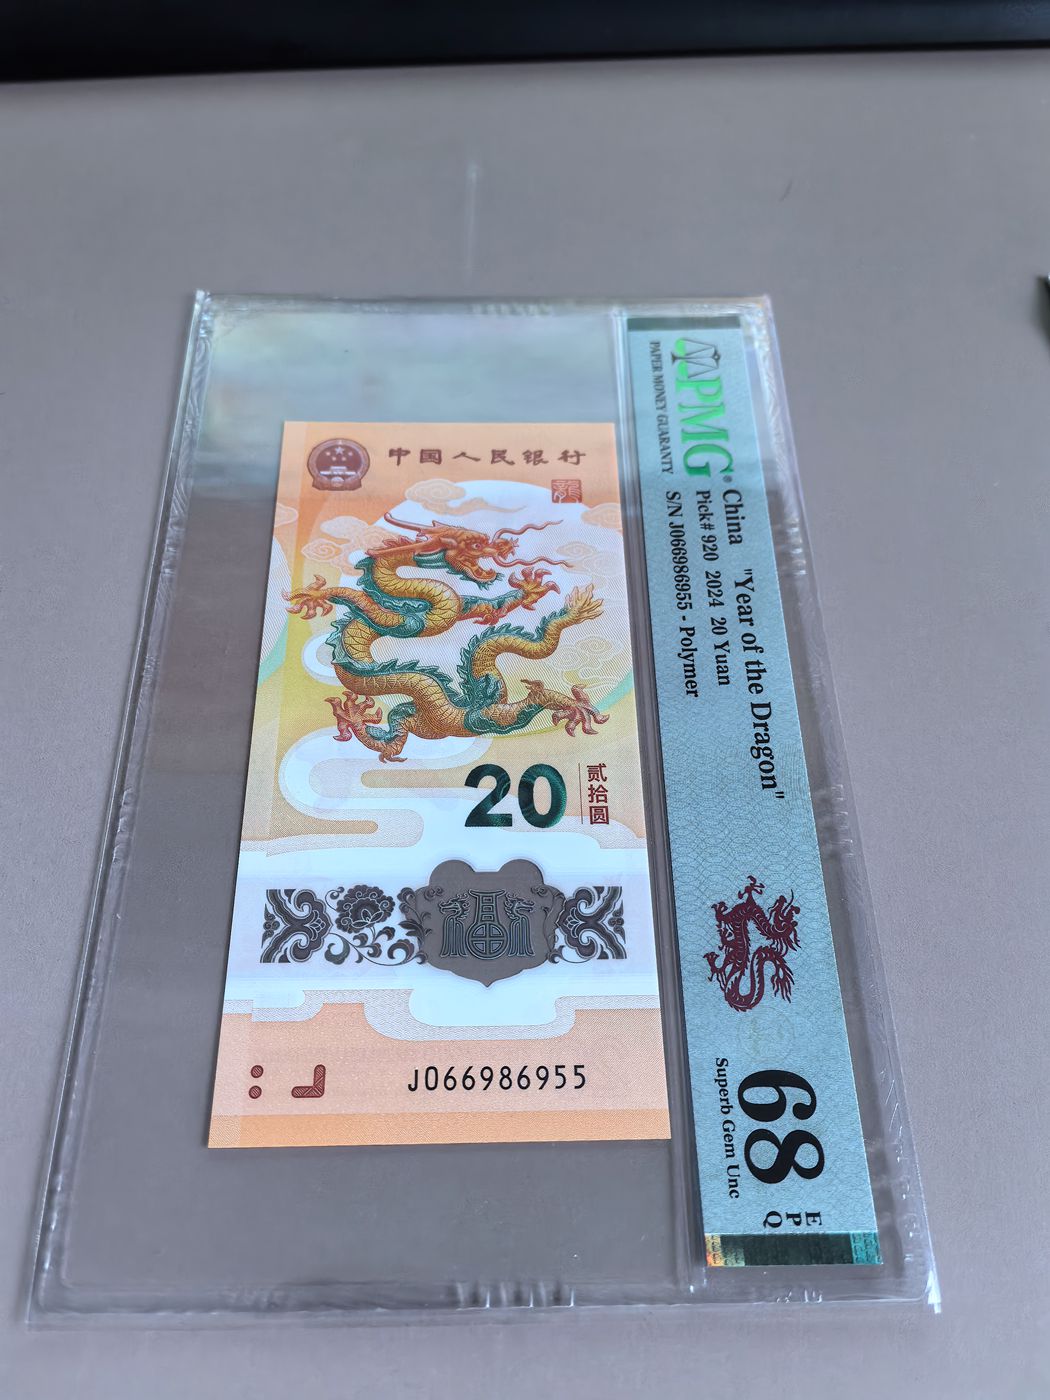 中国人民银行
龍
20
贰拾圆
J066986955
PMG®
PAPER MONEY GUARANTY
China "Year of the Dragon"
Pick# 920 2024 20 Yuan
S/N J066986955 - Polymer
68 EPQ
Superb Gem Unc